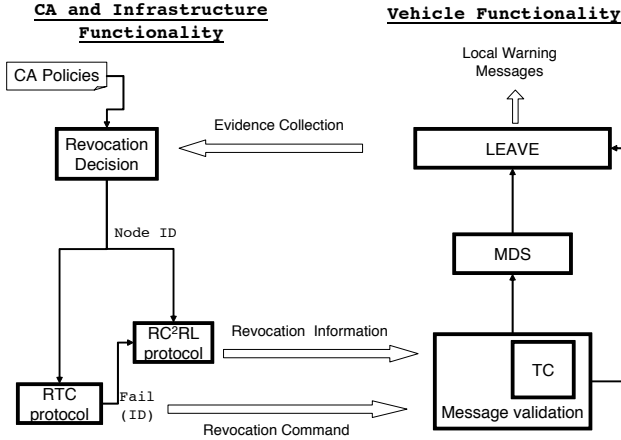 CA and Infrastructure
Functionality
Vehicle Functionality
Local Warning
Messages
CA Policies
Evidence Collection
Revocation
Decision
LEAVE
Node ID
MDS
RC²RL
protocol
Revocation Information
TC
RTC
protocol
Fail
(ID)
Message validation
Revocation Command